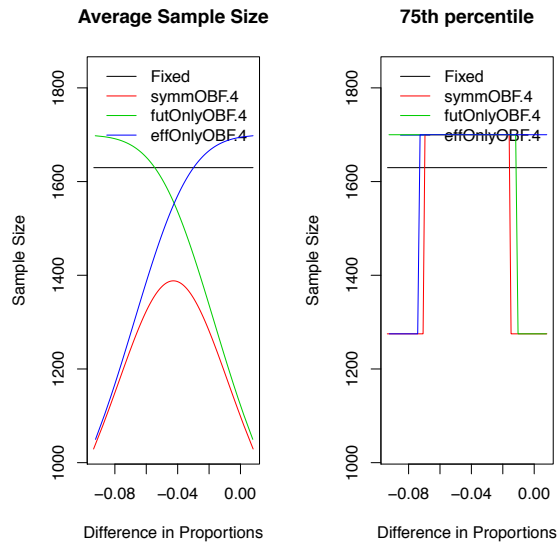 Average Sample Size
Fixed
symmOBF.4
futOnlyOBF.4
effOnlyOBF.4
Sample Size
1800
1600
1400
1200
1000
−0.08 −0.04 0.00
Difference in Proportions
75th percentile
Fixed
symmOBF.4
futOnlyOBF.4
effOnlyOBF.4
Sample Size
1800
1600
1400
1200
1000
−0.08 −0.04 0.00
Difference in Proportions